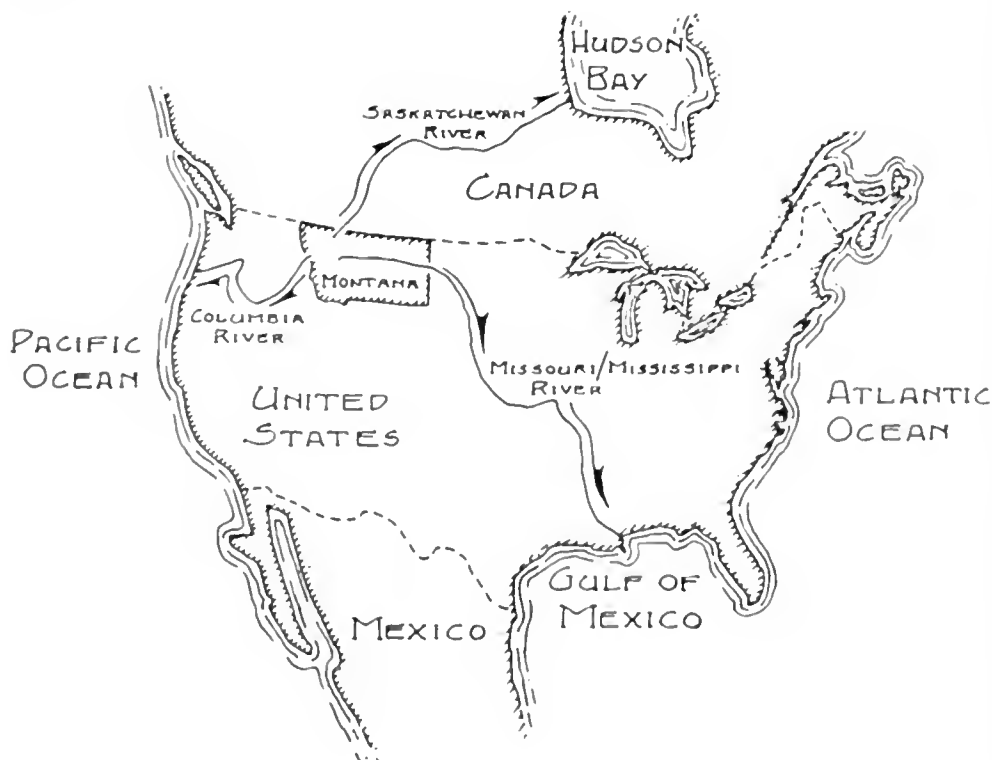 HUDSON
BAY
SASKATCHEWAN
RIVER
CANADA
MONTANA
COLUMBIA
RIVER
PACIFIC
OCEAN
MISSOURI/MISSISSIPPI
RIVER
UNITED
STATES
ATLANTIC
OCEAN
GULF OF
MEXICO
MEXICO